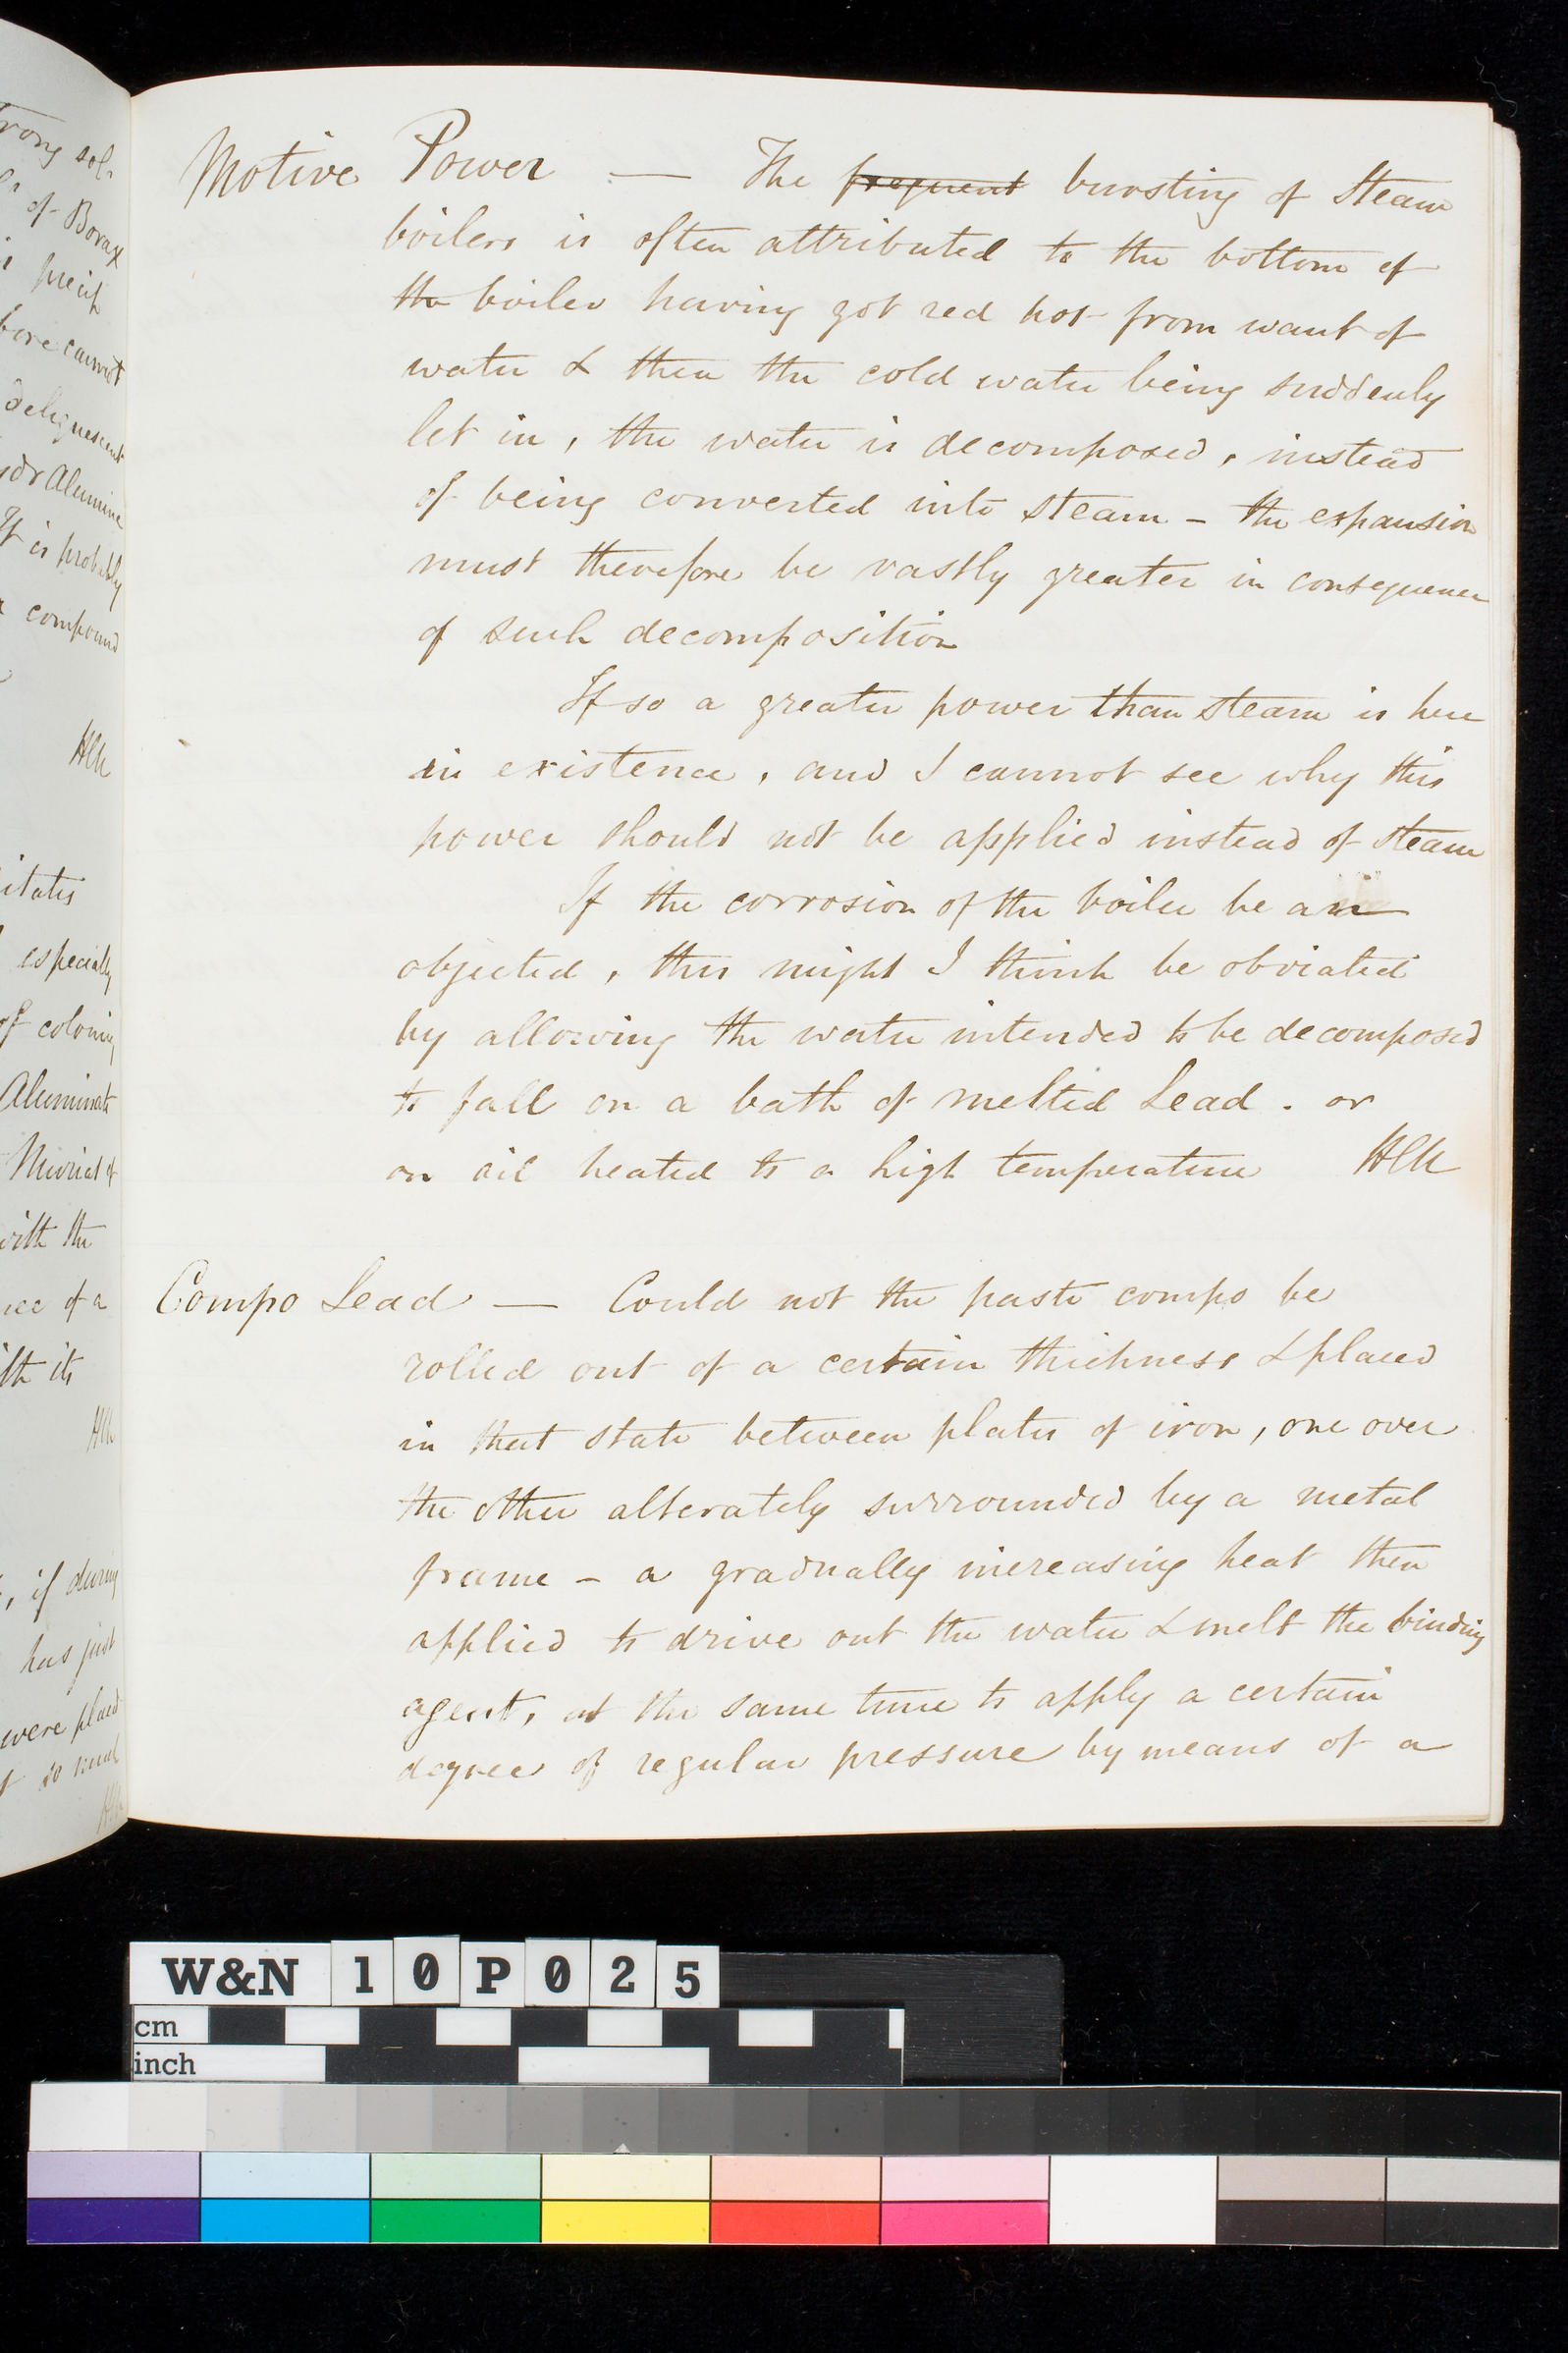 trong sol.
of Borax
precip
fore cannot
deliquescent
Alumine
It is probably
compound
HCN
itates
especially
of coloring
Aluminate
Muriat of
with the
nce of a
ith its
HCN
, if during
has just
were placed
so much
Motive Power — The frequent bursting of Steam
boilers is often attributed to the bottom of
the boiler having got red hot from want of
water & then the cold water being suddenly
let in, the water is decomposed, instead
of being converted into steam – the expansion
must therefore be vastly greater in consequence
of such decomposition
If so a greater power than steam is here
in existence, and I cannot see why this
power should not be applied instead of steam
If the corrosion of the boiler be an
objected, this might I think be obviated
by allowing the water intended to be decomposed
to fall on a bath of melted Lead. or
on oil heated to a high temperature
Compo Lead — Could not the paste compo be
rolled out of a certain thickness & placed
in that state between plates of iron, one over
the other alterately surrounded by a metal
frame – a gradually increasing heat then
applied to drive out the water & melt the binding
agent, at the same time to apply a certain
degree of regular pressure by means of a
W&N 10P025
cm
inch